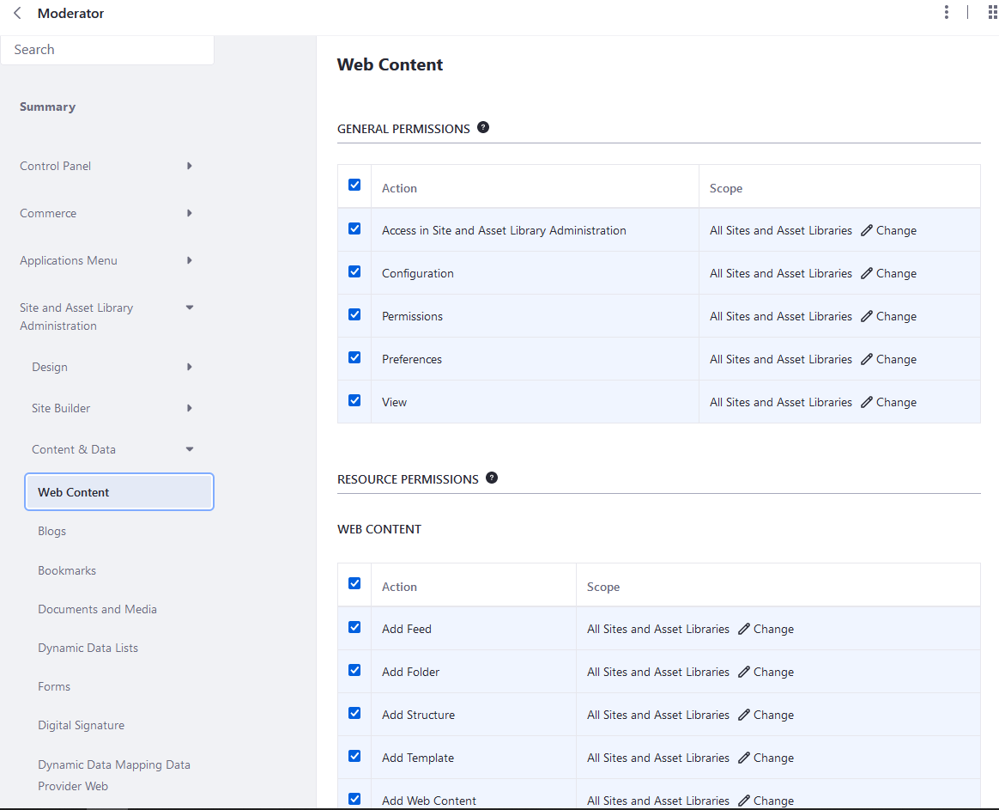 Moderator
Search
Summary
Control Panel
Commerce
Applications Menu
Site and Asset Library
Administration
Design
Site Builder
Content & Data
Web Content
Blogs
Bookmarks
Documents and Media
Dynamic Data Lists
Forms
Digital Signature
Dynamic Data Mapping Data
Provider Web
Web Content
GENERAL PERMISSIONS ?
Action Scope
Access in Site and Asset Library Administration All Sites and Asset Libraries Change
Configuration All Sites and Asset Libraries Change
Permissions All Sites and Asset Libraries Change
Preferences All Sites and Asset Libraries Change
View All Sites and Asset Libraries Change
RESOURCE PERMISSIONS ?
WEB CONTENT
Action Scope
Add Feed All Sites and Asset Libraries Change
Add Folder All Sites and Asset Libraries Change
Add Structure All Sites and Asset Libraries Change
Add Template All Sites and Asset Libraries Change
Add Web Content All Sites and Asset Libraries Change